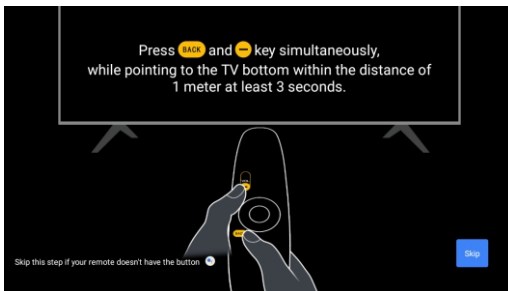 Press BACK and − key simultaneously,
while pointing to the TV bottom within the distance of
1 meter at least 3 seconds.
Skip this step if your remote doesn't have the button
Skip